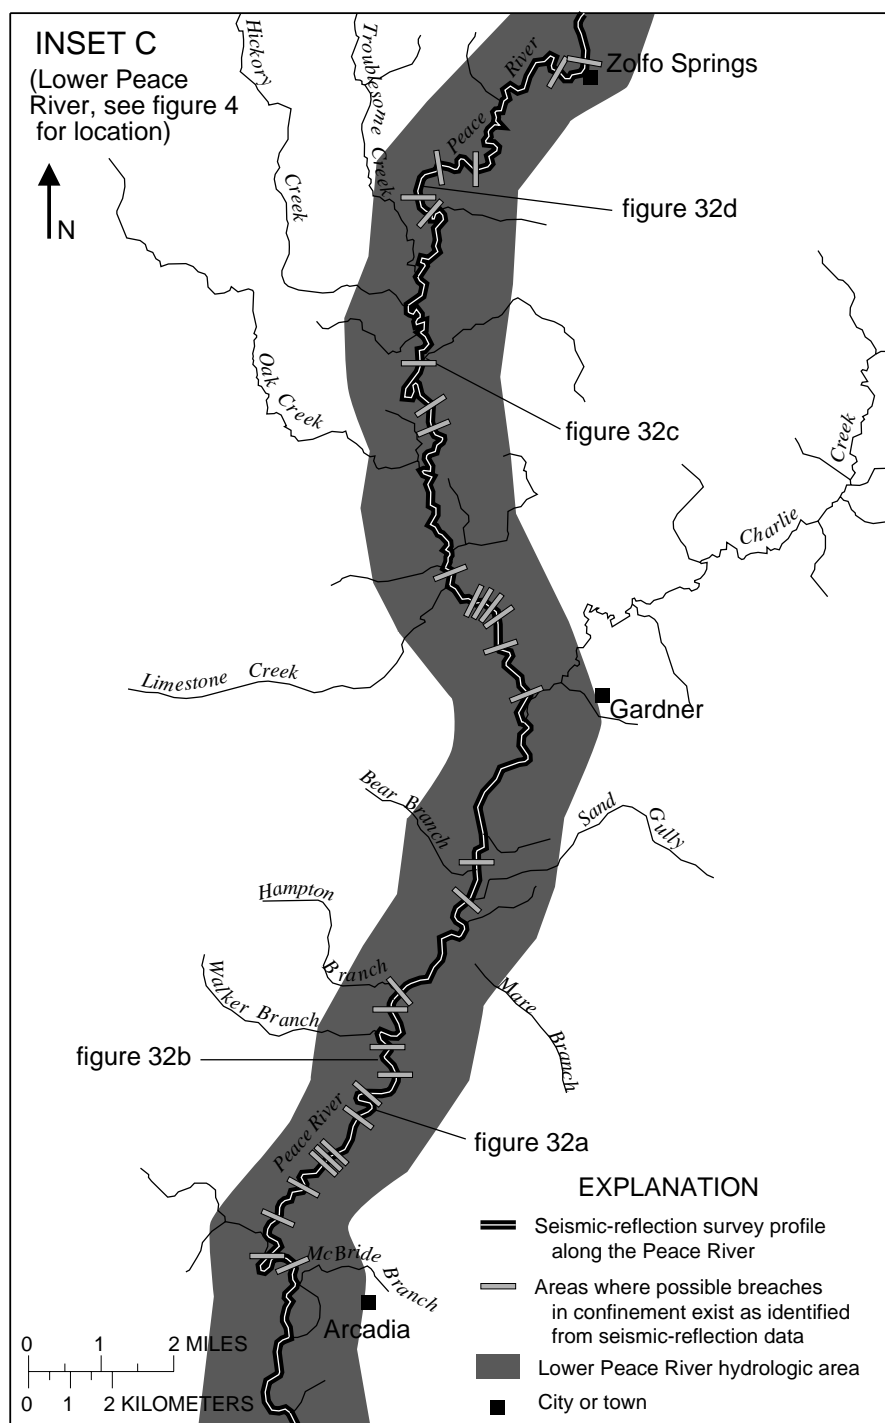 INSET C
(Lower Peace
River, see figure 4
for location)
N
Hickory
Creek
Troublesome Creek
Peace River
Zolfo Springs
figure 32d
Oak Creek
figure 32c
Charlie
Creek
Limestone Creek
Gardner
Bear Branch
Sand
Gully
Hampton
Branch
Walker Branch
Mare Branch
figure 32b
Peace River
figure 32a
McBride
Branch
Arcadia
EXPLANATION
Seismic-reflection survey profile
along the Peace River
Areas where possible breaches
in confinement exist as identified
from seismic-reflection data
Lower Peace River hydrologic area
City or town
0 1 2 MILES
0 1 2 KILOMETERS